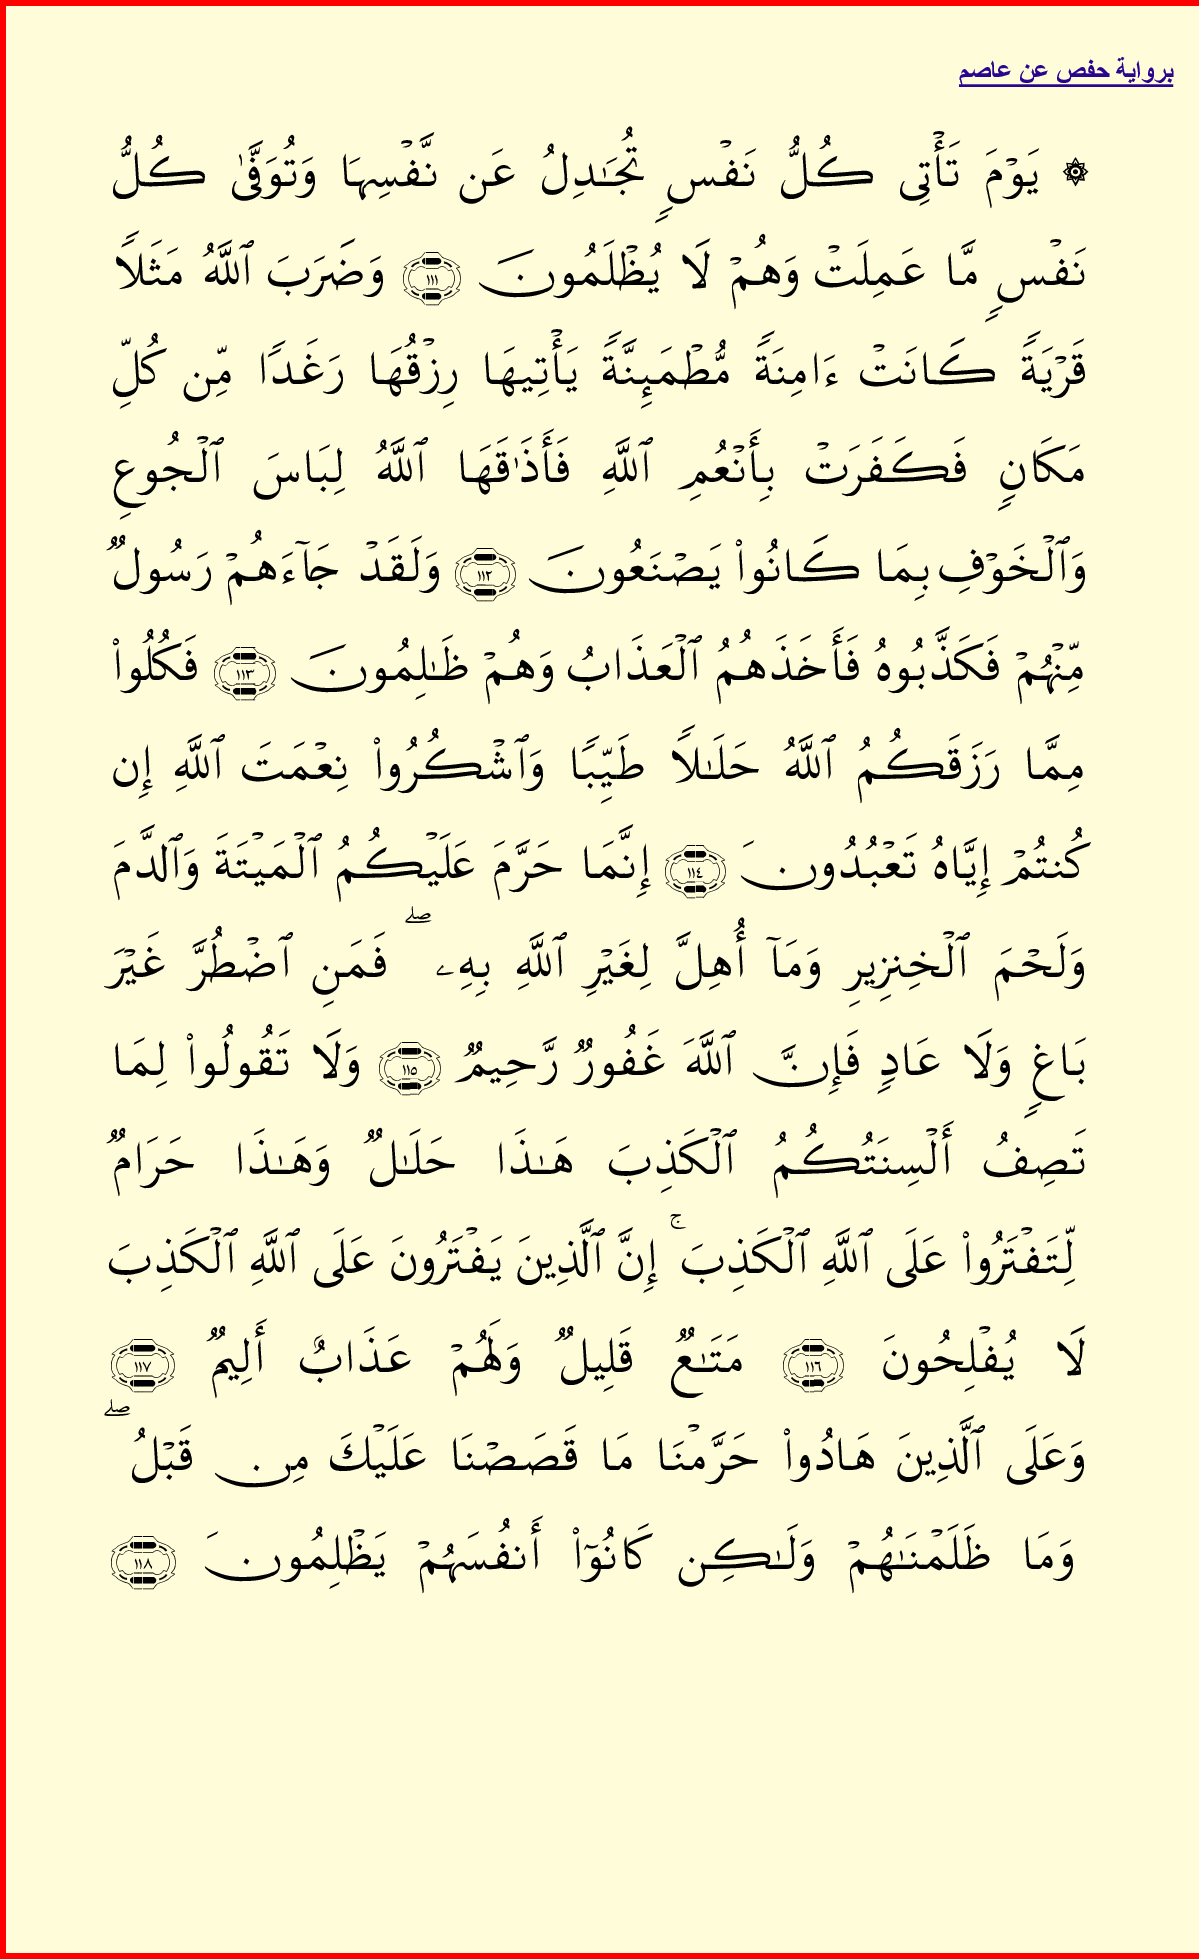 برواية حفص عن عاصم
۞ يَوۡمَ تَأۡتِي كُلُّ نَفۡسٖ تُجَٰدِلُ عَن نَّفۡسِهَا وَتُوَفَّىٰ كُلُّ
نَفۡسٖ مَّا عَمِلَتۡ وَهُمۡ لَا يُظۡلَمُونَ ١١١ وَضَرَبَ ٱللَّهُ مَثَلٗا
قَرۡيَةٗ كَانَتۡ ءَامِنَةٗ مُّطۡمَئِنَّةٗ يَأۡتِيهَا رِزۡقُهَا رَغَدٗا مِّن كُلِّ
مَكَانٖ فَكَفَرَتۡ بِأَنۡعُمِ ٱللَّهِ فَأَذَٰقَهَا ٱللَّهُ لِبَاسَ ٱلۡجُوعِ
وَٱلۡخَوۡفِ بِمَا كَانُواْ يَصۡنَعُونَ ١١٢ وَلَقَدۡ جَآءَهُمۡ رَسُولٞ
مِّنۡهُمۡ فَكَذَّبُوهُ فَأَخَذَهُمُ ٱلۡعَذَابُ وَهُمۡ ظَٰلِمُونَ ١١٣ فَكُلُواْ
مِمَّا رَزَقَكُمُ ٱللَّهُ حَلَٰلٗا طَيِّبٗا وَٱشۡكُرُواْ نِعۡمَتَ ٱللَّهِ إِن
كُنتُمۡ إِيَّاهُ تَعۡبُدُونَ ١١٤ إِنَّمَا حَرَّمَ عَلَيۡكُمُ ٱلۡمَيۡتَةَ وَٱلدَّمَ
وَلَحۡمَ ٱلۡخِنزِيرِ وَمَآ أُهِلَّ لِغَيۡرِ ٱللَّهِ بِهِۦۖ فَمَنِ ٱضۡطُرَّ غَيۡرَ
بَاغٖ وَلَا عَادٖ فَإِنَّ ٱللَّهَ غَفُورٞ رَّحِيمٞ ١١٥ وَلَا تَقُولُواْ لِمَا
تَصِفُ أَلۡسِنَتُكُمُ ٱلۡكَذِبَ هَٰذَا حَلَٰلٞ وَهَٰذَا حَرَامٞ
لِّتَفۡتَرُواْ عَلَى ٱللَّهِ ٱلۡكَذِبَۚ إِنَّ ٱلَّذِينَ يَفۡتَرُونَ عَلَى ٱللَّهِ ٱلۡكَذِبَ
لَا يُفۡلِحُونَ ١١٦ مَتَٰعٞ قَلِيلٞ وَلَهُمۡ عَذَابٌ أَلِيمٞ ١١٧
وَعَلَى ٱلَّذِينَ هَادُواْ حَرَّمۡنَا مَا قَصَصۡنَا عَلَيۡكَ مِن قَبۡلُۖ
وَمَا ظَلَمۡنَٰهُمۡ وَلَٰكِن كَانُوٓاْ أَنفُسَهُمۡ يَظۡلِمُونَ ١١٨